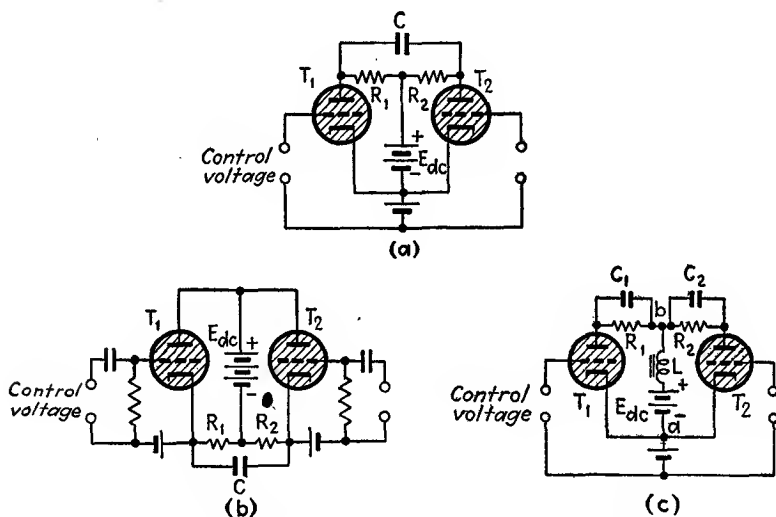 C
T1
R1
R2
T2
+
Edc
-
Control
voltage
(a)
T1
Edc
+
-
T2
Control
voltage
R1
R2
C
(b)
C1
C2
b
R1
R2
L
+
T1
Edc
-
a
T2
Control
voltage
(c)